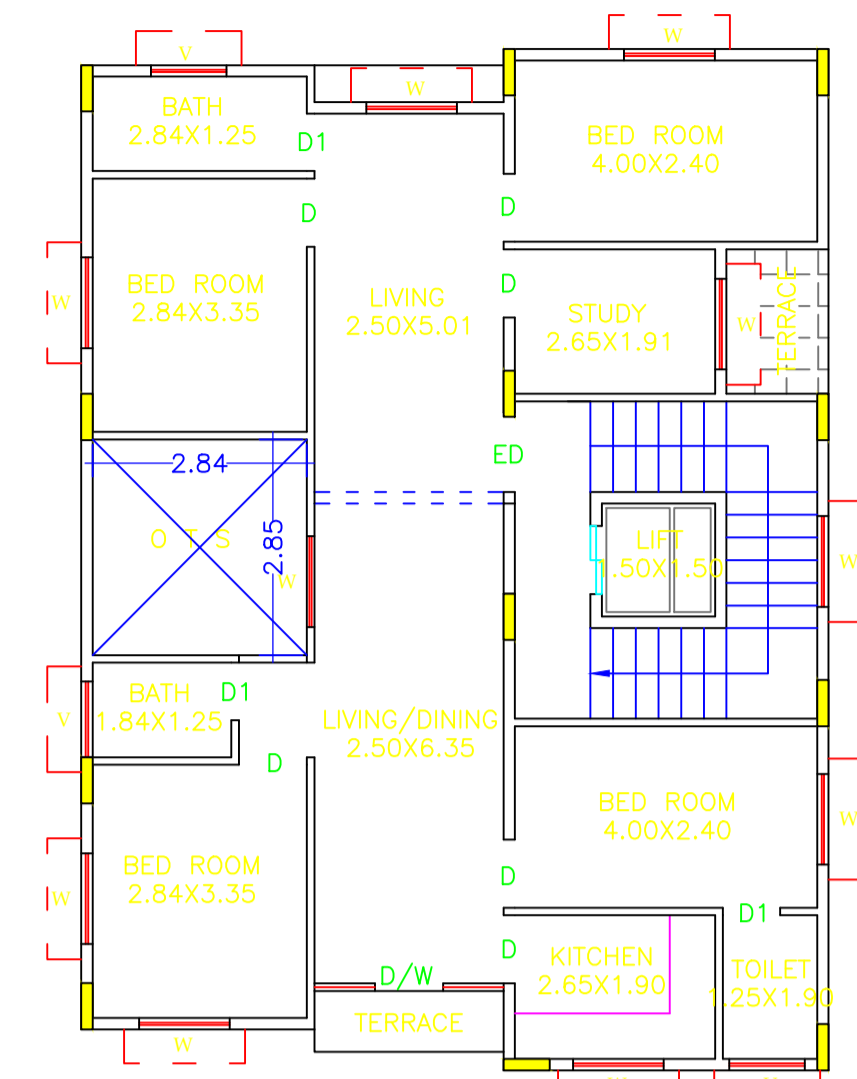 V
W
W
BATH
2.84X1.25
D1
BED ROOM
4.00X2.40
D
D
W
BED ROOM
2.84X3.35
LIVING
2.50X5.01
D
STUDY
2.65X1.91
W
TERRACE
2.84
ED
O T S
2.85
W
LIFT
1.50X1.50
W
V
BATH
1.84X1.25
D1
LIVING/DINING
2.50X6.35
D
BED ROOM
4.00X2.40
W
W
BED ROOM
2.84X3.35
D
D1
D
D/W
KITCHEN
2.65X1.90
TOILET
1.25X1.90
TERRACE
W